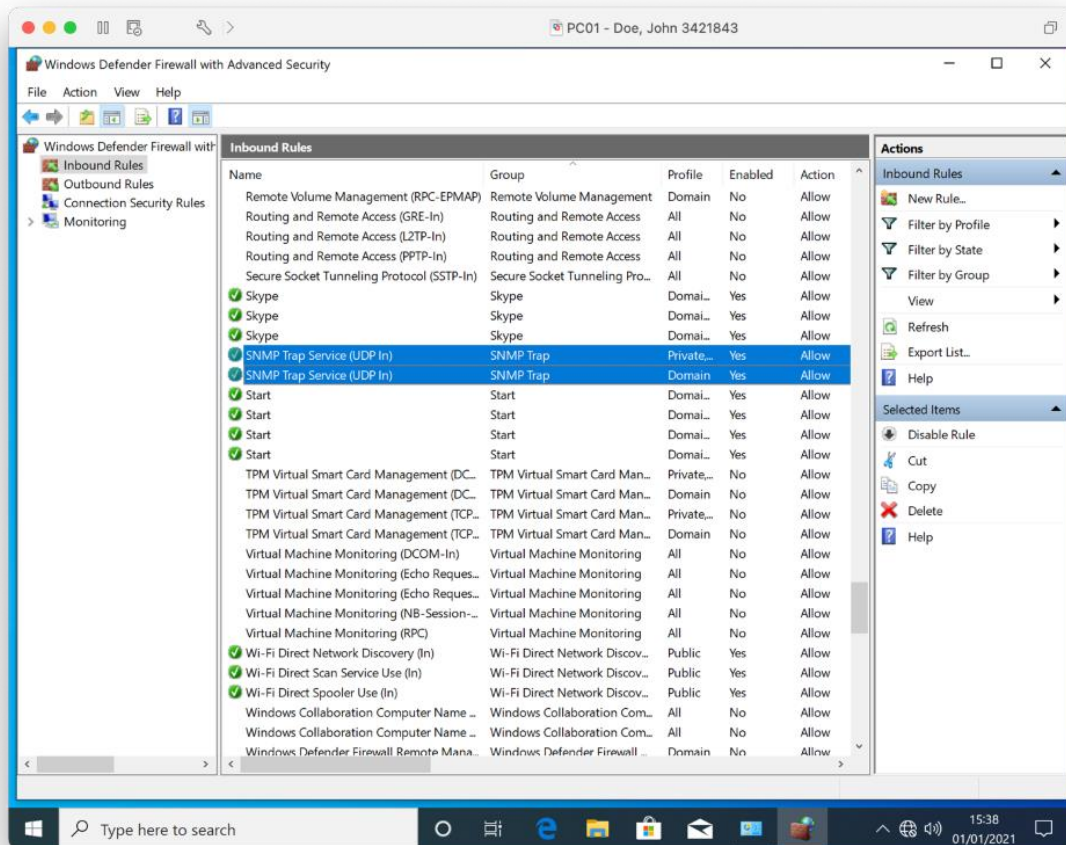 PC01 - Doe, John 3421843
Windows Defender Firewall with Advanced Security
File Action View Help
Windows Defender Firewall with
Inbound Rules
Outbound Rules
Connection Security Rules
Monitoring
Inbound Rules
Name Group Profile Enabled Action
Remote Volume Management (RPC-EPMAP) Remote Volume Management Domain No Allow
Routing and Remote Access (GRE-In) Routing and Remote Access All No Allow
Routing and Remote Access (L2TP-In) Routing and Remote Access All No Allow
Routing and Remote Access (PPTP-In) Routing and Remote Access All No Allow
Secure Socket Tunneling Protocol (SSTP-In) Secure Socket Tunneling Pro... All No Allow
Skype Skype Domai... Yes Allow
Skype Skype Domai... Yes Allow
Skype Skype Domai... Yes Allow
SNMP Trap Service (UDP In) SNMP Trap Private,... Yes Allow
SNMP Trap Service (UDP In) SNMP Trap Domain Yes Allow
Start Start Domai... Yes Allow
Start Start Domai... Yes Allow
Start Start Domai... Yes Allow
Start Start Domai... Yes Allow
TPM Virtual Smart Card Management (DC... TPM Virtual Smart Card Man... Private,... No Allow
TPM Virtual Smart Card Management (DC... TPM Virtual Smart Card Man... Domain No Allow
TPM Virtual Smart Card Management (TCP... TPM Virtual Smart Card Man... Private,... No Allow
TPM Virtual Smart Card Management (TCP... TPM Virtual Smart Card Man... Domain No Allow
Virtual Machine Monitoring (DCOM-In) Virtual Machine Monitoring All No Allow
Virtual Machine Monitoring (Echo Reques... Virtual Machine Monitoring All No Allow
Virtual Machine Monitoring (Echo Reques... Virtual Machine Monitoring All No Allow
Virtual Machine Monitoring (NB-Session-... Virtual Machine Monitoring All No Allow
Virtual Machine Monitoring (RPC) Virtual Machine Monitoring All No Allow
Wi-Fi Direct Network Discovery (In) Wi-Fi Direct Network Discov... Public Yes Allow
Wi-Fi Direct Scan Service Use (In) Wi-Fi Direct Network Discov... Public Yes Allow
Wi-Fi Direct Spooler Use (In) Wi-Fi Direct Network Discov... Public Yes Allow
Windows Collaboration Computer Name ... Windows Collaboration Com... All No Allow
Windows Collaboration Computer Name ... Windows Collaboration Com... All No Allow
Windows Defender Firewall Remote Mana... Windows Defender Firewall ... Domain No Allow
Actions
Inbound Rules
New Rule...
Filter by Profile
Filter by State
Filter by Group
View
Refresh
Export List...
Help
Selected Items
Disable Rule
Cut
Copy
Delete
Help
Type here to search
15:38
01/01/2021